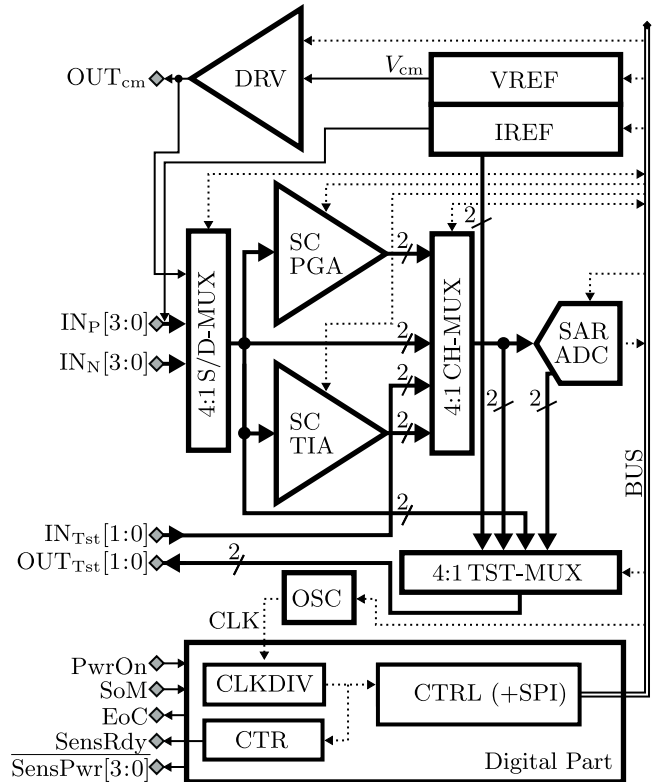 OUTcm
DRV
Vcm
VREF
IREF
2
SC
PGA
2
4:1 S/D-MUX
4:1 CH-MUX
INP[3:0]
INN[3:0]
2
SAR
ADC
2
2
2
SC
TIA
2
BUS
2
INTst[1:0]
OUTTst[1:0]
2
4:1 TST-MUX
OSC
CLK
PwrOn
SoM
EoC
SensRdy
SensPwr[3:0]
CLKDIV
CTRL (+SPI)
CTR
Digital Part